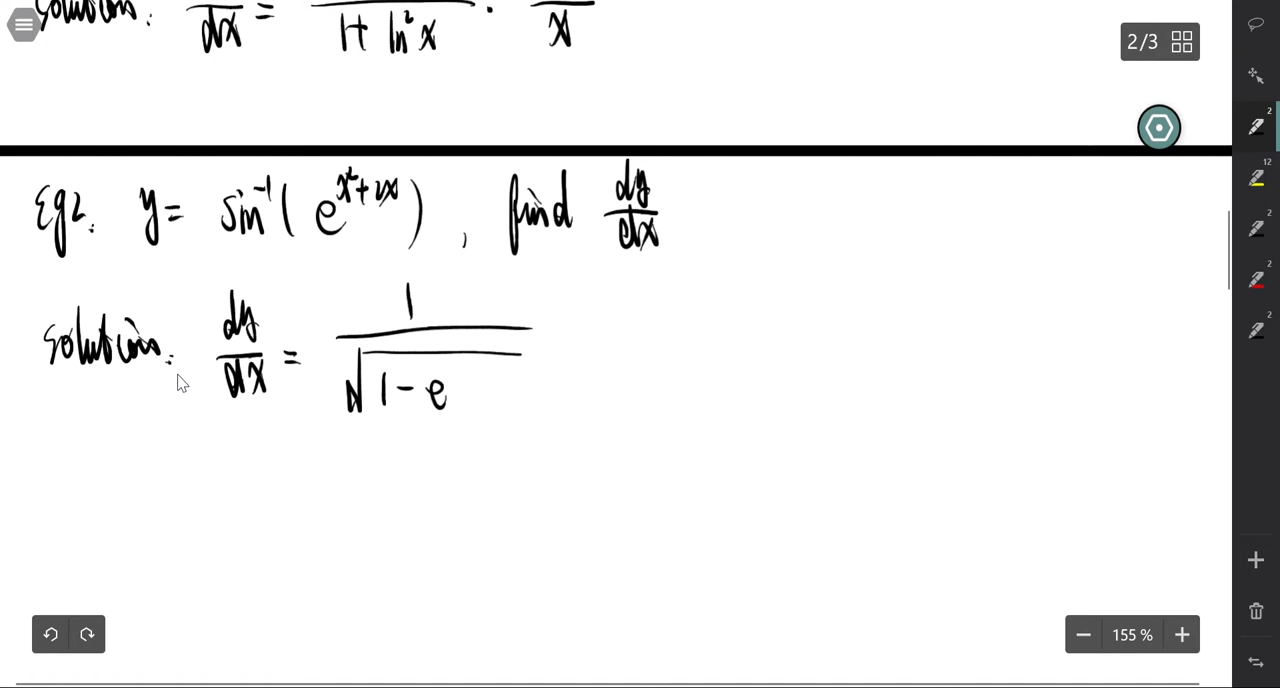 Solution: dy/dx = 1/(1+ ln²x) · 1/x
2/3
Eg2. y = sin⁻¹( e^(x²+2x) ) , find dy/dx
Solution: dy/dx = 1/√(1 - e
155 %